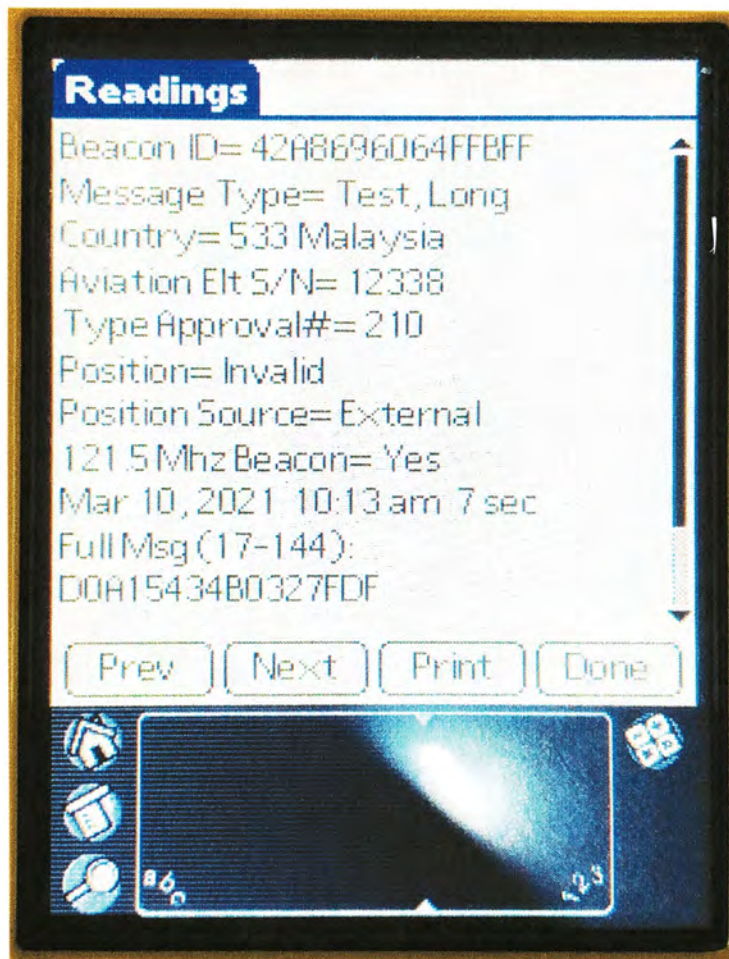 Readings
Beacon ID= 42A8696064FFBFF
Message Type= Test, Long
Country= 533 Malaysia
Aviation Elt S/N= 12338
Type Approval#= 210
Position= Invalid
Position Source= External
121.5 Mhz Beacon= Yes
Mar 10, 2021 10:13 am 7 sec
Full Msg (17-144):
D0A15434B0327FDF
Prev Next Print Done
abc 123